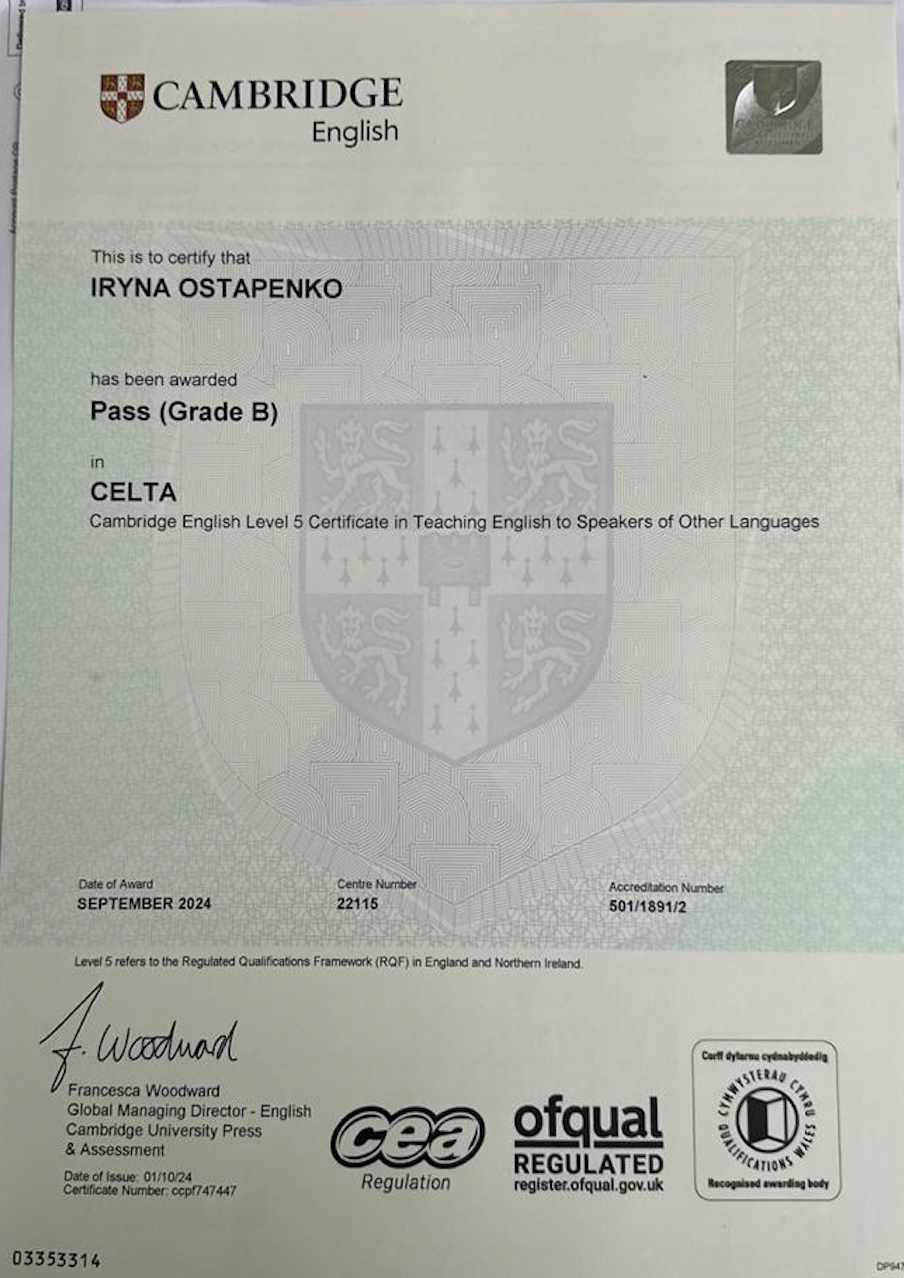 CAMBRIDGE
English
This is to certify that
IRYNA OSTAPENKO
has been awarded
Pass (Grade B)
in
CELTA
Cambridge English Level 5 Certificate in Teaching English to Speakers of Other Languages
Date of Award
SEPTEMBER 2024
Centre Number
22115
Accreditation Number
501/1891/2
Level 5 refers to the Regulated Qualifications Framework (RQF) in England and Northern Ireland.
F. Woodward
Francesca Woodward
Global Managing Director - English
Cambridge University Press
& Assessment
Date of Issue: 01/10/24
Certificate Number: ccpf747447
cea
Regulation
ofqual
REGULATED
register.ofqual.gov.uk
Corff dyfarnu cydnabyddedig
CYMWYSTERAU CYMRU
QUALIFICATIONS WALES
Recognised awarding body
03353314